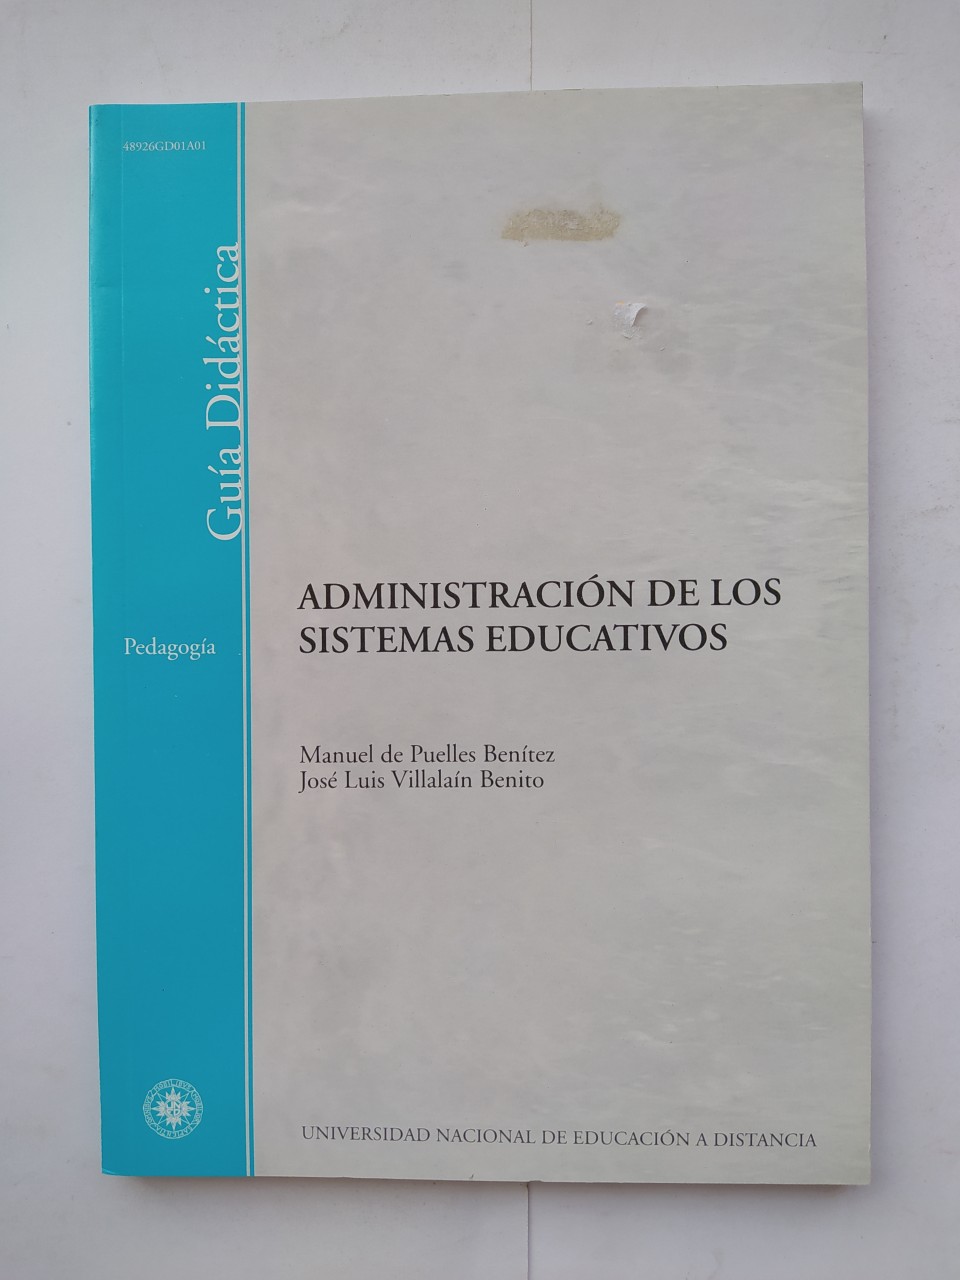 48926GD01A01
Guía Didáctica
Pedagogía
ADMINISTRACIÓN DE LOS
SISTEMAS EDUCATIVOS
Manuel de Puelles Benítez
José Luis Villalaín Benito
UNIVERSIDAD NACIONAL DE EDUCACIÓN A DISTANCIA